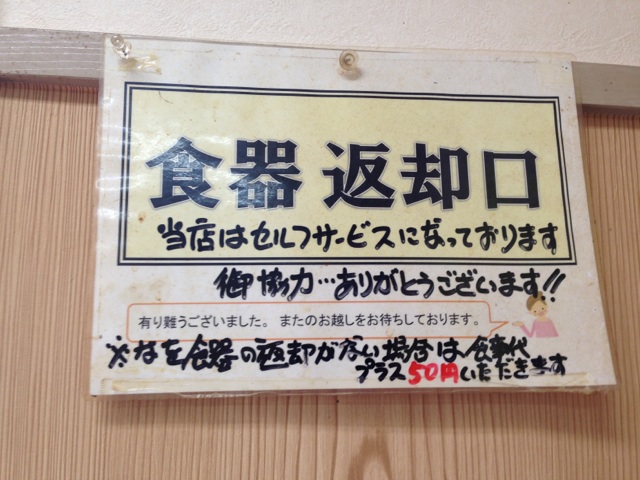 食器 返却口
当店はセルフサービスになっております
御協力…ありがとうございます!!
有り難うございました。またのお越しをお待ちしております。
※なを食器の返却がない場合は食事代
プラス50円いただきます